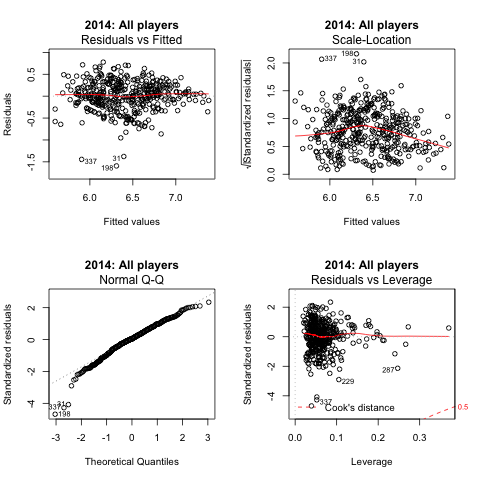 2014: All players
Residuals vs Fitted
Residuals
0.5
-0.5
-1.5
337
31
198
6.0
6.5
7.0
Fitted values
2014: All players
Scale-Location
√|Standardized residuals|
2.0
1.5
1.0
0.5
0.0
337
198
31
6.0
6.5
7.0
Fitted values
2014: All players
Normal Q-Q
Standardized residuals
2
0
-2
-4
31
337
198
-3
-2
-1
0
1
2
3
Theoretical Quantiles
2014: All players
Residuals vs Leverage
Standardized residuals
2
0
-2
-4
287
229
337
Cook's distance
0.5
0.0
0.1
0.2
0.3
Leverage